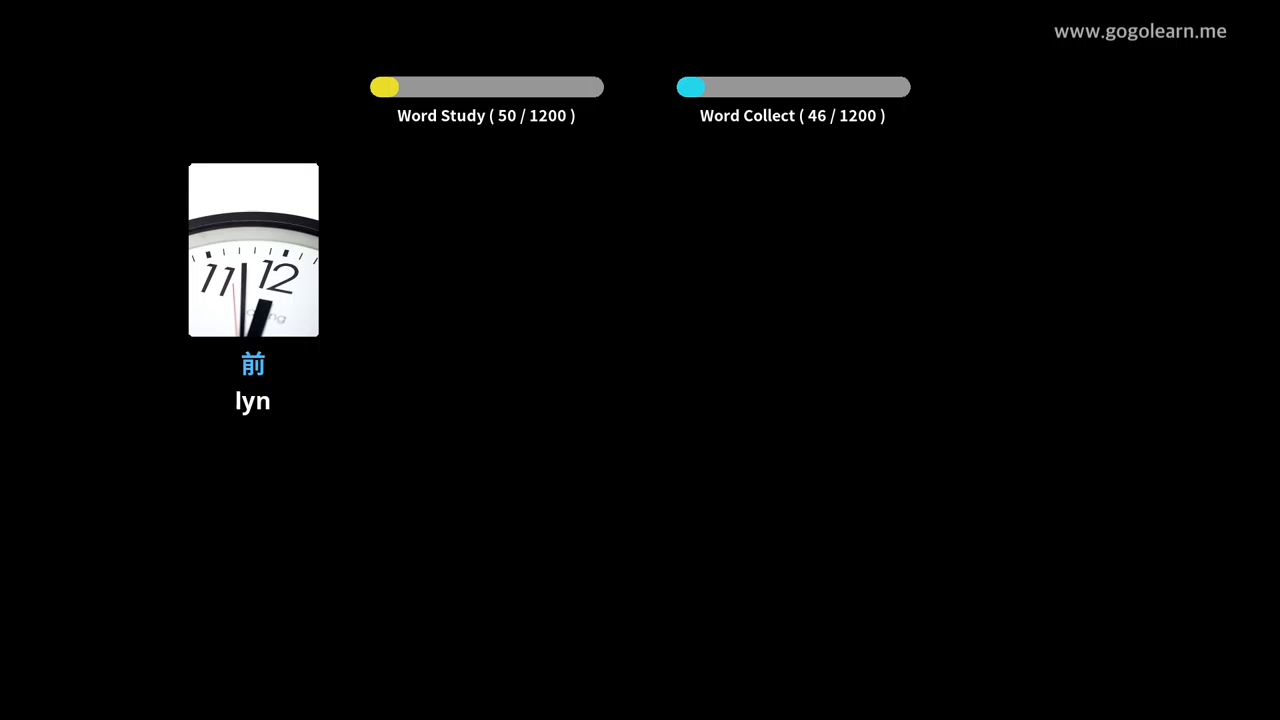 www.gogolearn.me
Word Study ( 50 / 1200 )
Word Collect ( 46 / 1200 )
11 12
前
lyn